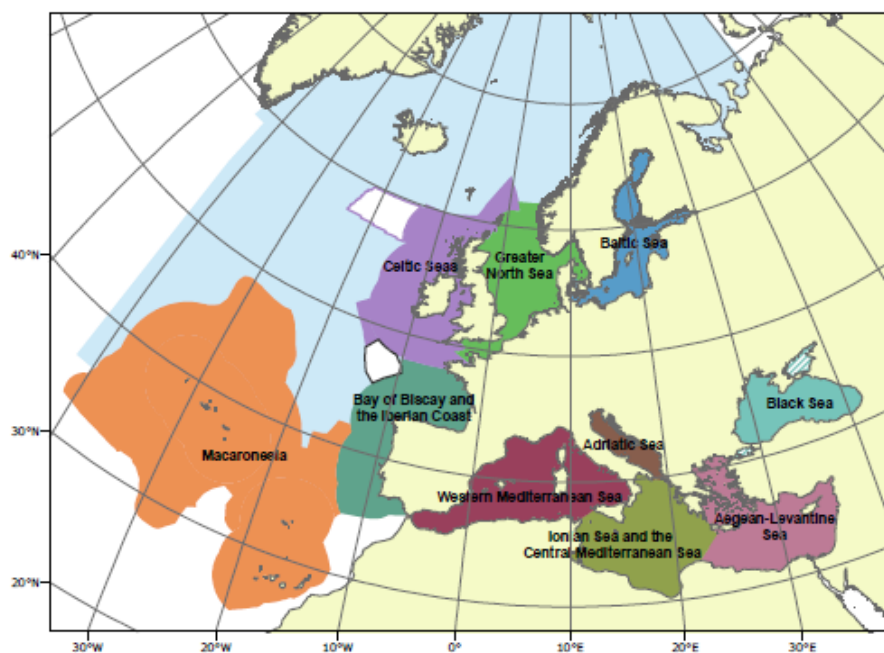 40°N
30°N
20°N
Celtic Seas
Greater
North Sea
Baltic Sea
Bay of Biscay and
the Iberian Coast
Macaronesia
Black Sea
Adriatic Sea
Western Mediterranean Sea
Ionian Sea and the
Central-Mediterranean Sea
Aegean-Levantine
Sea
30°W
20°W
10°W
0°
10°E
20°E
30°E